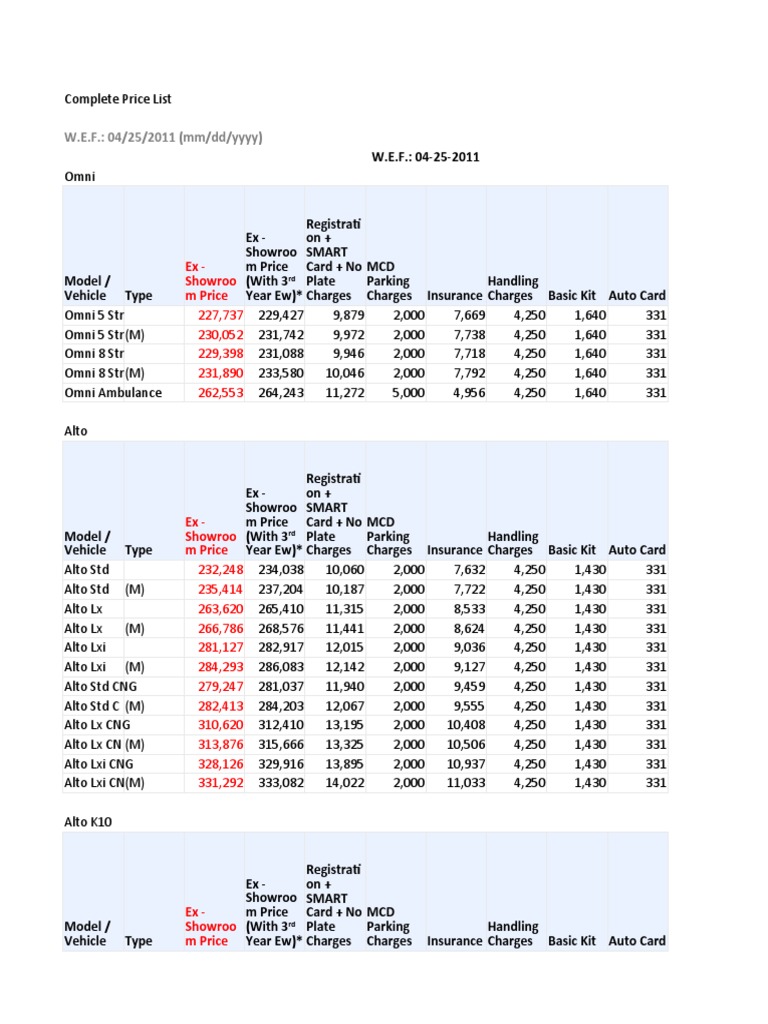 Complete Price List
W.E.F.: 04/25/2011 (mm/dd/yyyy)
W.E.F.: 04-25-2011
Omni
Model / Vehicle Type Ex - Showroo m Price Ex - Showroo m Price (With 3rd Year Ew)* Registrati on + SMART Card + No Plate Charges MCD Parking Charges Insurance Handling Charges Basic Kit Auto Card
Omni 5 Str 227,737 229,427 9,879 2,000 7,669 4,250 1,640 331
Omni 5 Str (M) 230,052 231,742 9,972 2,000 7,738 4,250 1,640 331
Omni 8 Str 229,398 231,088 9,946 2,000 7,718 4,250 1,640 331
Omni 8 Str (M) 231,890 233,580 10,046 2,000 7,792 4,250 1,640 331
Omni Ambulance 262,553 264,243 11,272 5,000 4,956 4,250 1,640 331
Alto
Model / Vehicle Type Ex - Showroo m Price Ex - Showroo m Price (With 3rd Year Ew)* Registrati on + SMART Card + No Plate Charges MCD Parking Charges Insurance Handling Charges Basic Kit Auto Card
Alto Std 232,248 234,038 10,060 2,000 7,632 4,250 1,430 331
Alto Std (M) 235,414 237,204 10,187 2,000 7,722 4,250 1,430 331
Alto Lx 263,620 265,410 11,315 2,000 8,533 4,250 1,430 331
Alto Lx (M) 266,786 268,576 11,441 2,000 8,624 4,250 1,430 331
Alto Lxi 281,127 282,917 12,015 2,000 9,036 4,250 1,430 331
Alto Lxi (M) 284,293 286,083 12,142 2,000 9,127 4,250 1,430 331
Alto Std CNG 279,247 281,037 11,940 2,000 9,459 4,250 1,430 331
Alto Std C (M) 282,413 284,203 12,067 2,000 9,555 4,250 1,430 331
Alto Lx CNG 310,620 312,410 13,195 2,000 10,408 4,250 1,430 331
Alto Lx CN (M) 313,876 315,666 13,325 2,000 10,506 4,250 1,430 331
Alto Lxi CNG 328,126 329,916 13,895 2,000 10,937 4,250 1,430 331
Alto Lxi CN (M) 331,292 333,082 14,022 2,000 11,033 4,250 1,430 331
Alto K10
Model / Vehicle Type Ex - Showroo m Price Ex - Showroo m Price (With 3rd Year Ew)* Registrati on + SMART Card + No Plate Charges MCD Parking Charges Insurance Handling Charges Basic Kit Auto Card